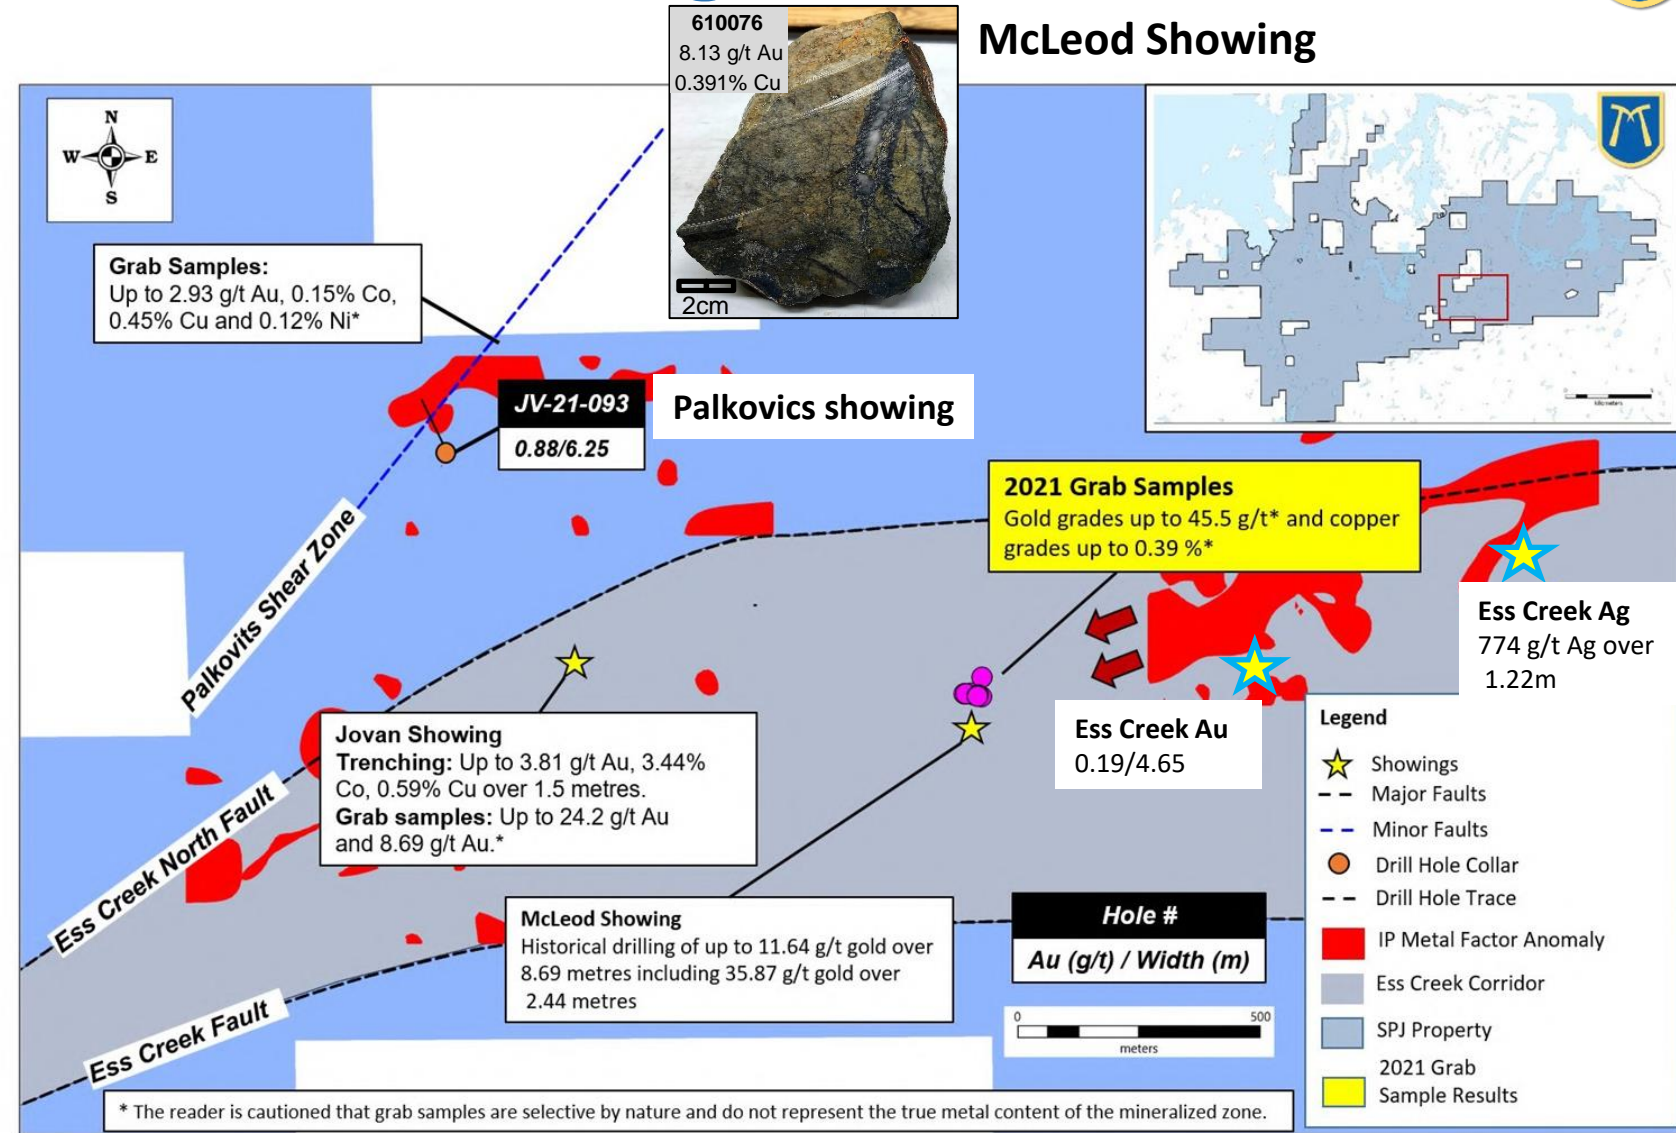 McLeod Showing
610076
8.13 g/t Au
0.391% Cu
2cm
N
W E
S
Grab Samples:
Up to 2.93 g/t Au, 0.15% Co,
0.45% Cu and 0.12% Ni*
JV-21-093
0.88/6.25
Palkovics showing
2021 Grab Samples
Gold grades up to 45.5 g/t* and copper
grades up to 0.39 %*
Palkovits Shear Zone
Ess Creek Ag
774 g/t Ag over
1.22m
Ess Creek Au
0.19/4.65
Jovan Showing
Trenching: Up to 3.81 g/t Au, 3.44%
Co, 0.59% Cu over 1.5 metres.
Grab samples: Up to 24.2 g/t Au
and 8.69 g/t Au.*
Ess Creek North Fault
McLeod Showing
Historical drilling of up to 11.64 g/t gold over
8.69 metres including 35.87 g/t gold over
2.44 metres
Ess Creek Fault
Hole #
Au (g/t) / Width (m)
0 500
meters
Legend
Showings
Major Faults
Minor Faults
Drill Hole Collar
Drill Hole Trace
IP Metal Factor Anomaly
Ess Creek Corridor
SPJ Property
2021 Grab
Sample Results
* The reader is cautioned that grab samples are selective by nature and do not represent the true metal content of the mineralized zone.